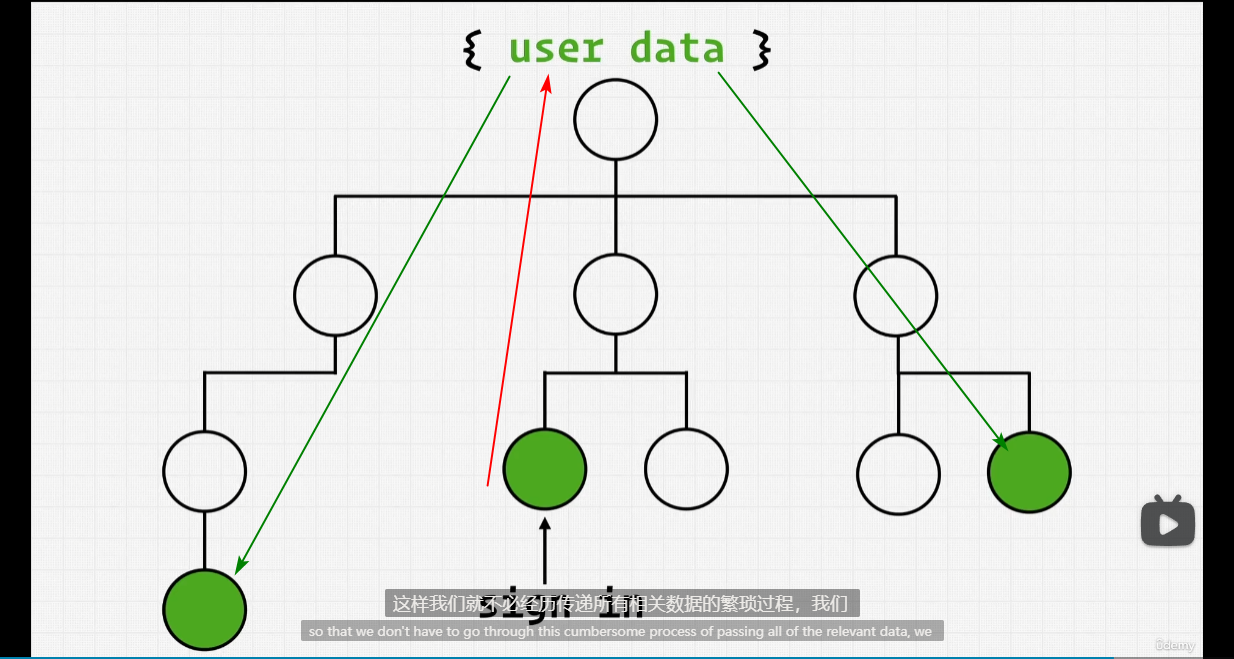 { user data }
sign in
这样我们就不必经历传递所有相关数据的繁琐过程，我们
so that we don't have to go through this cumbersome process of passing all of the relevant data, we
ûdemy